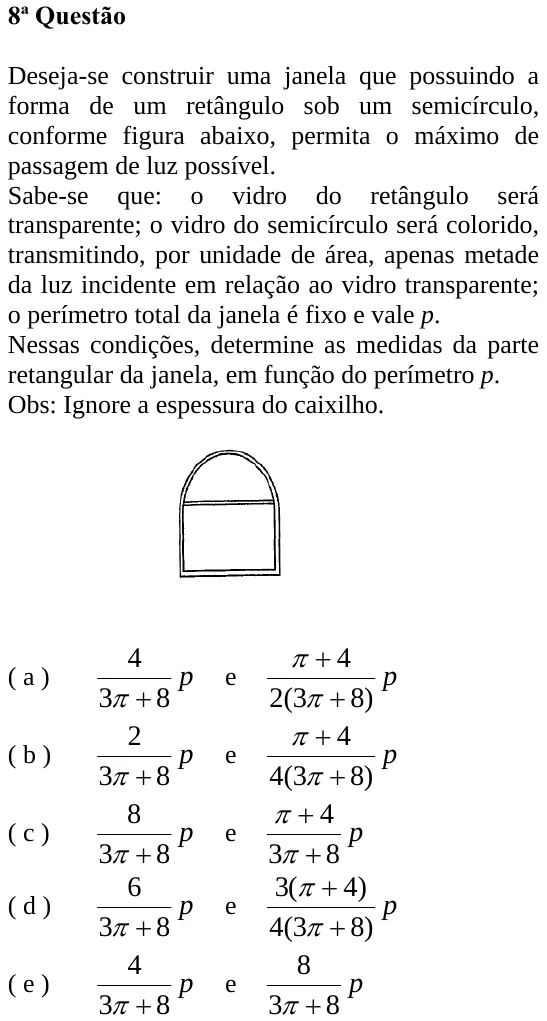 8ª Questão
Deseja-se construir uma janela que possuindo a
forma de um retângulo sob um semicírculo,
conforme figura abaixo, permita o máximo de
passagem de luz possível.
Sabe-se que: o vidro do retângulo será
transparente; o vidro do semicírculo será colorido,
transmitindo, por unidade de área, apenas metade
da luz incidente em relação ao vidro transparente;
o perímetro total da janela é fixo e vale p.
Nessas condições, determine as medidas da parte
retangular da janela, em função do perímetro p.
Obs: Ignore a espessura do caixilho.
( a ) 4/(3π + 8) p e (π + 4)/(2(3π + 8)) p
( b ) 2/(3π + 8) p e (π + 4)/(4(3π + 8)) p
( c ) 8/(3π + 8) p e (π + 4)/(3π + 8) p
( d ) 6/(3π + 8) p e 3(π + 4)/(4(3π + 8)) p
( e ) 4/(3π + 8) p e 8/(3π + 8) p